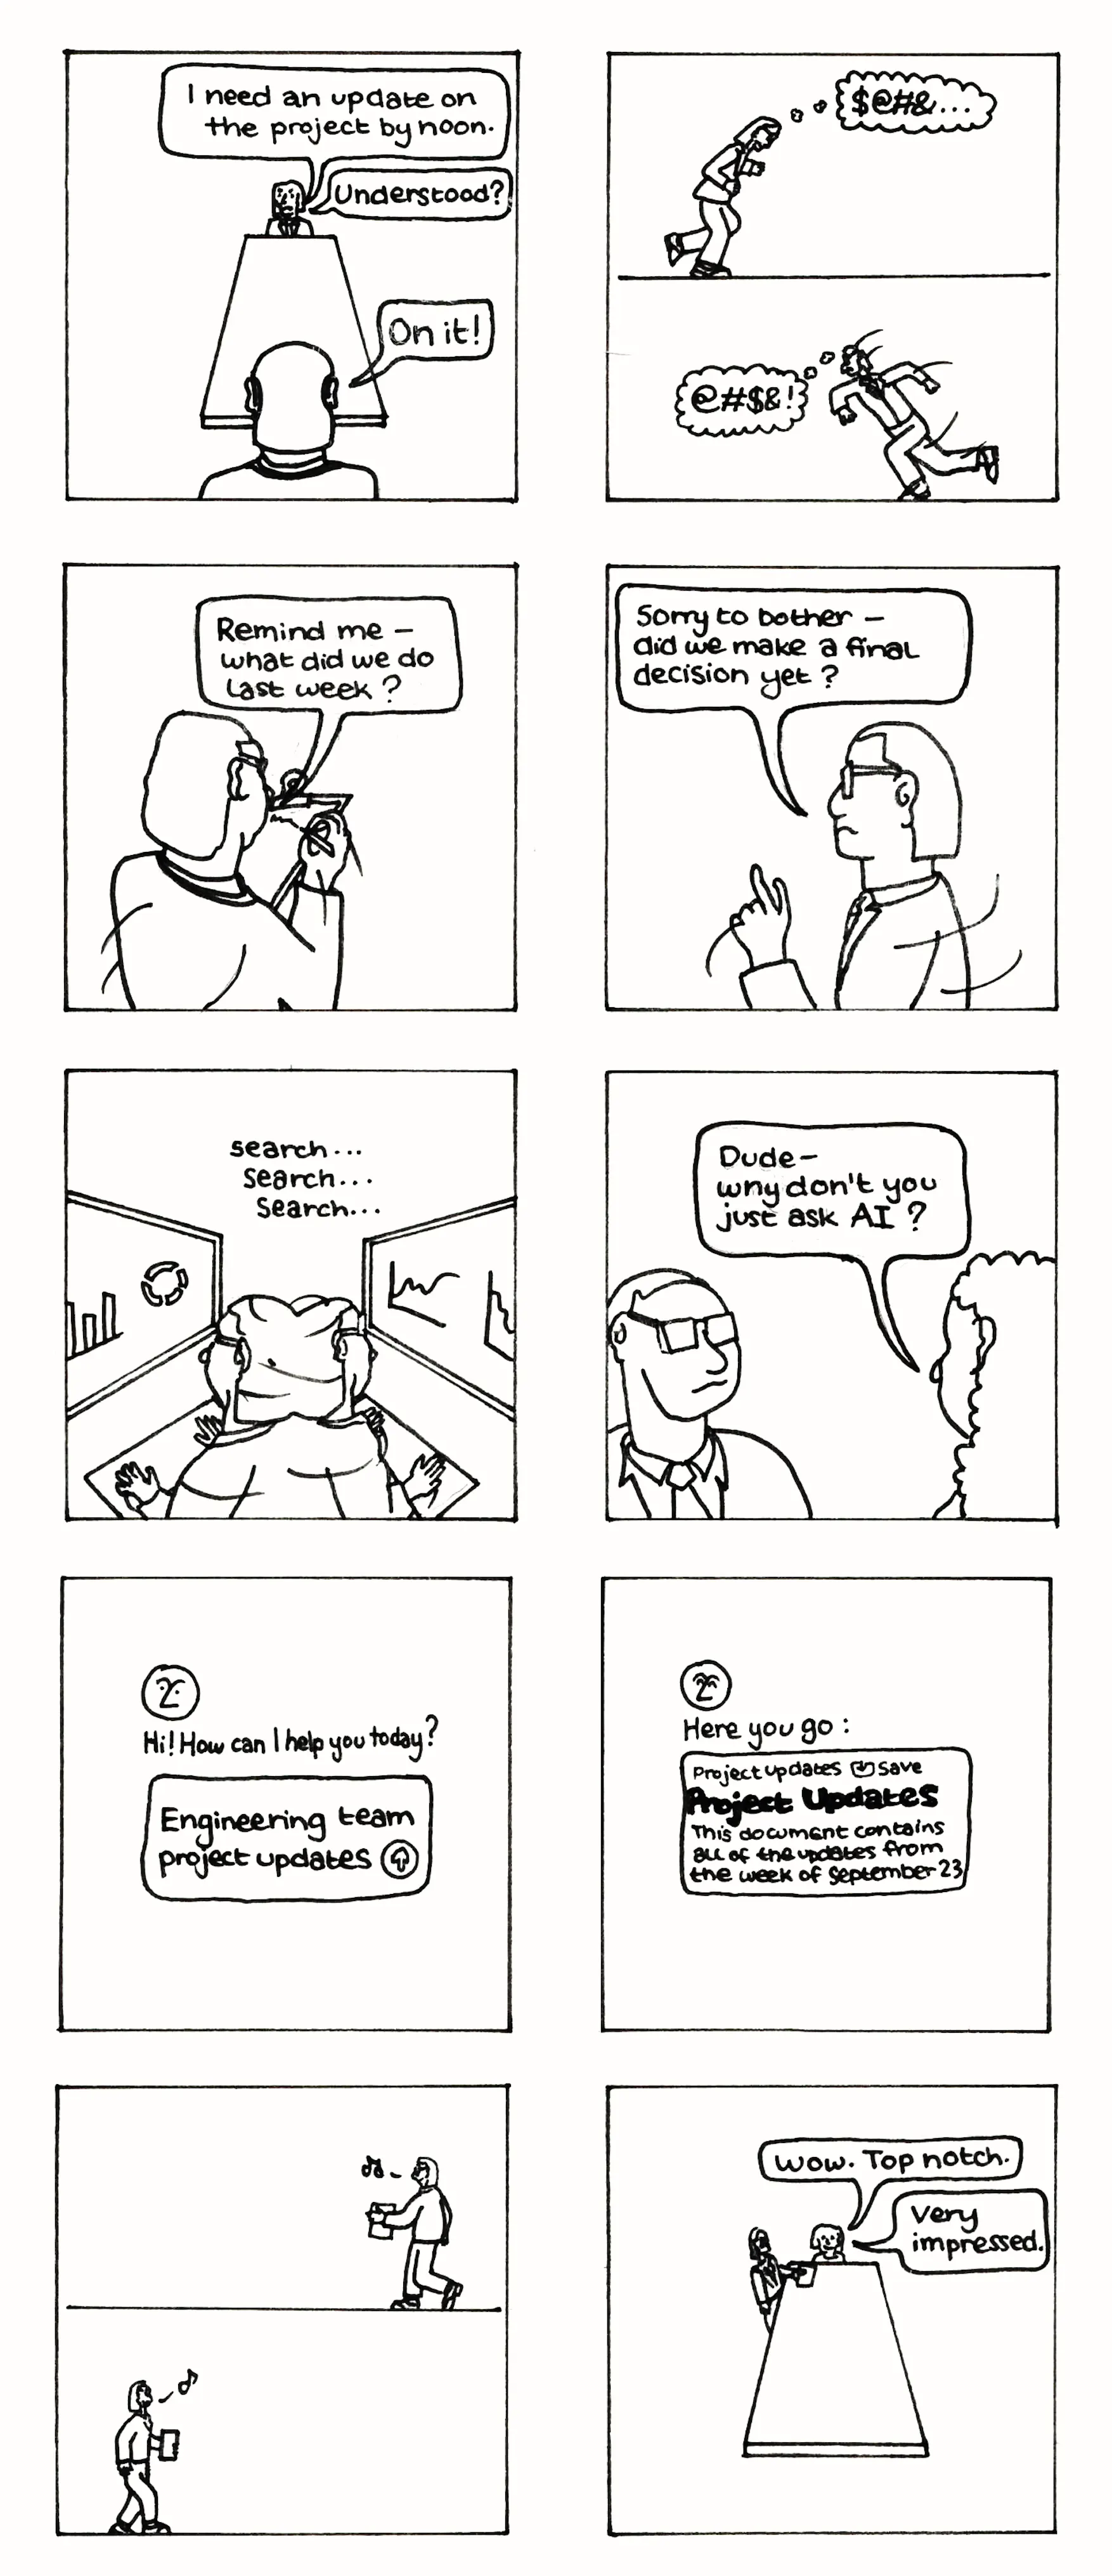 I need an update on
the project by noon.
Understood?
On it!
$@#&...
@#$&!
Remind me –
what did we do
last week?
Sorry to bother –
did we make a final
decision yet?
search...
search...
search...
Dude–
why don't you
just ask AI?
Hi! How can I help you today?
Engineering team
project updates
Here you go:
Project updates Save
Project Updates
This document contains
all of the updates from
the week of September 23
Wow. Top notch.
Very
impressed.